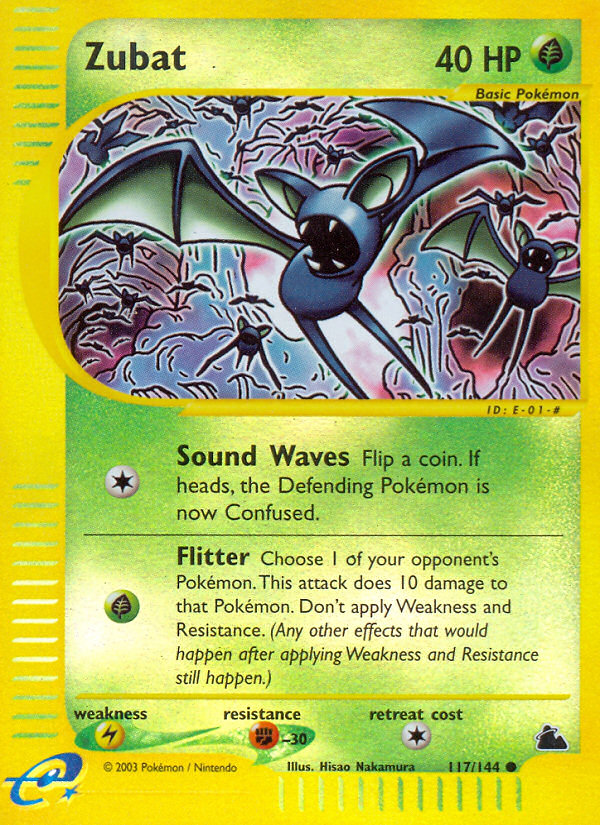 Zubat 40 HP
Basic Pokémon
ID: E-01-#
Sound Waves Flip a coin. If
heads, the Defending Pokémon is
now Confused.
Flitter Choose 1 of your opponent's
Pokémon. This attack does 10 damage to
that Pokémon. Don't apply Weakness and
Resistance. (Any other effects that would
happen after applying Weakness and Resistance
still happen.)
weakness resistance retreat cost
-30
© 2003 Pokémon / Nintendo Illus. Hisao Nakamura 117/144
e